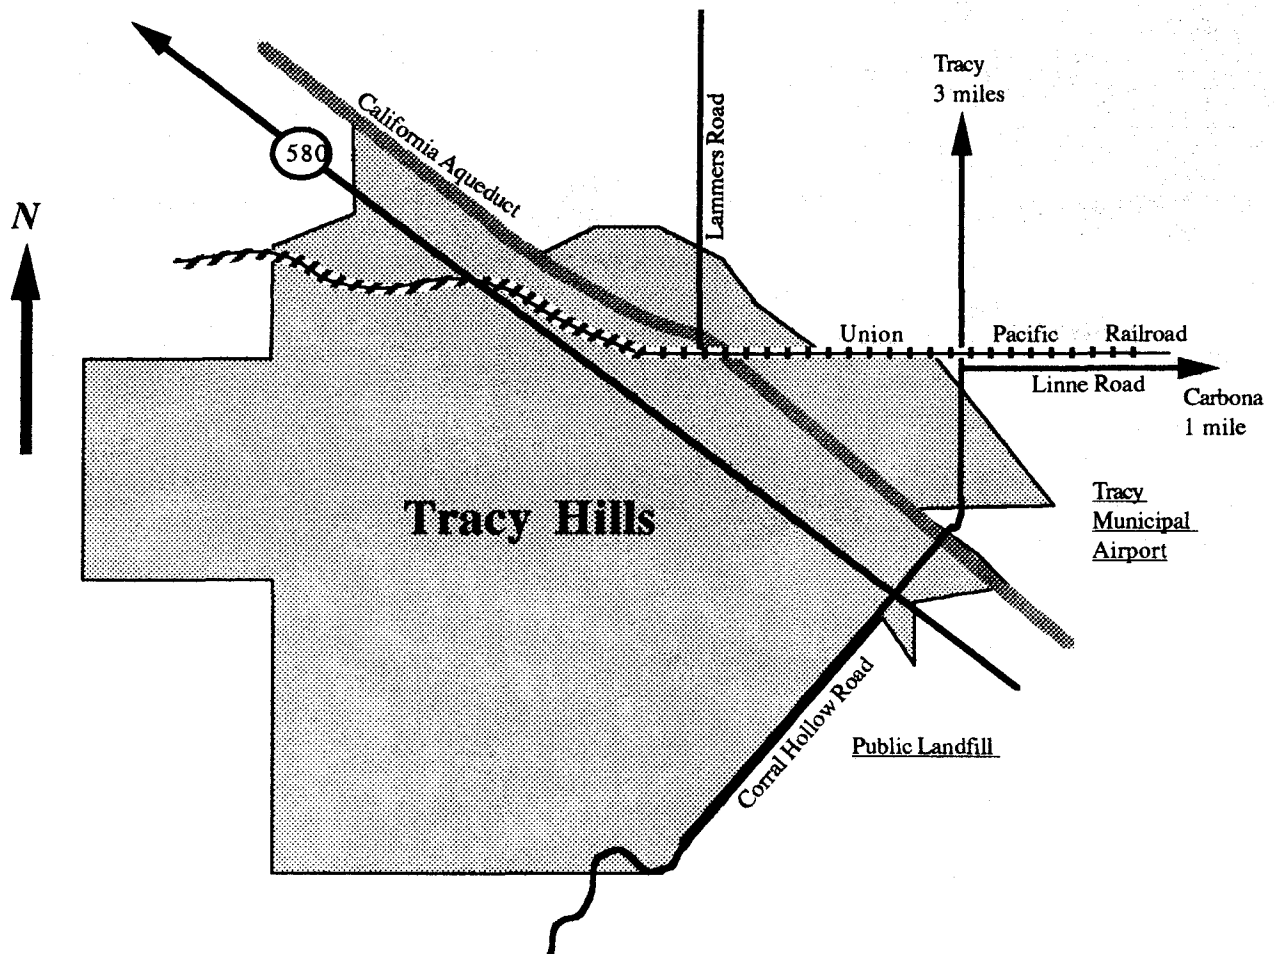 Tracy
3 miles
California Aqueduct
Lammers Road
580
N
Union Pacific Railroad
Linne Road
Carbona
1 mile
Tracy Hills
Tracy
Municipal
Airport
Corral Hollow Road
Public Landfill